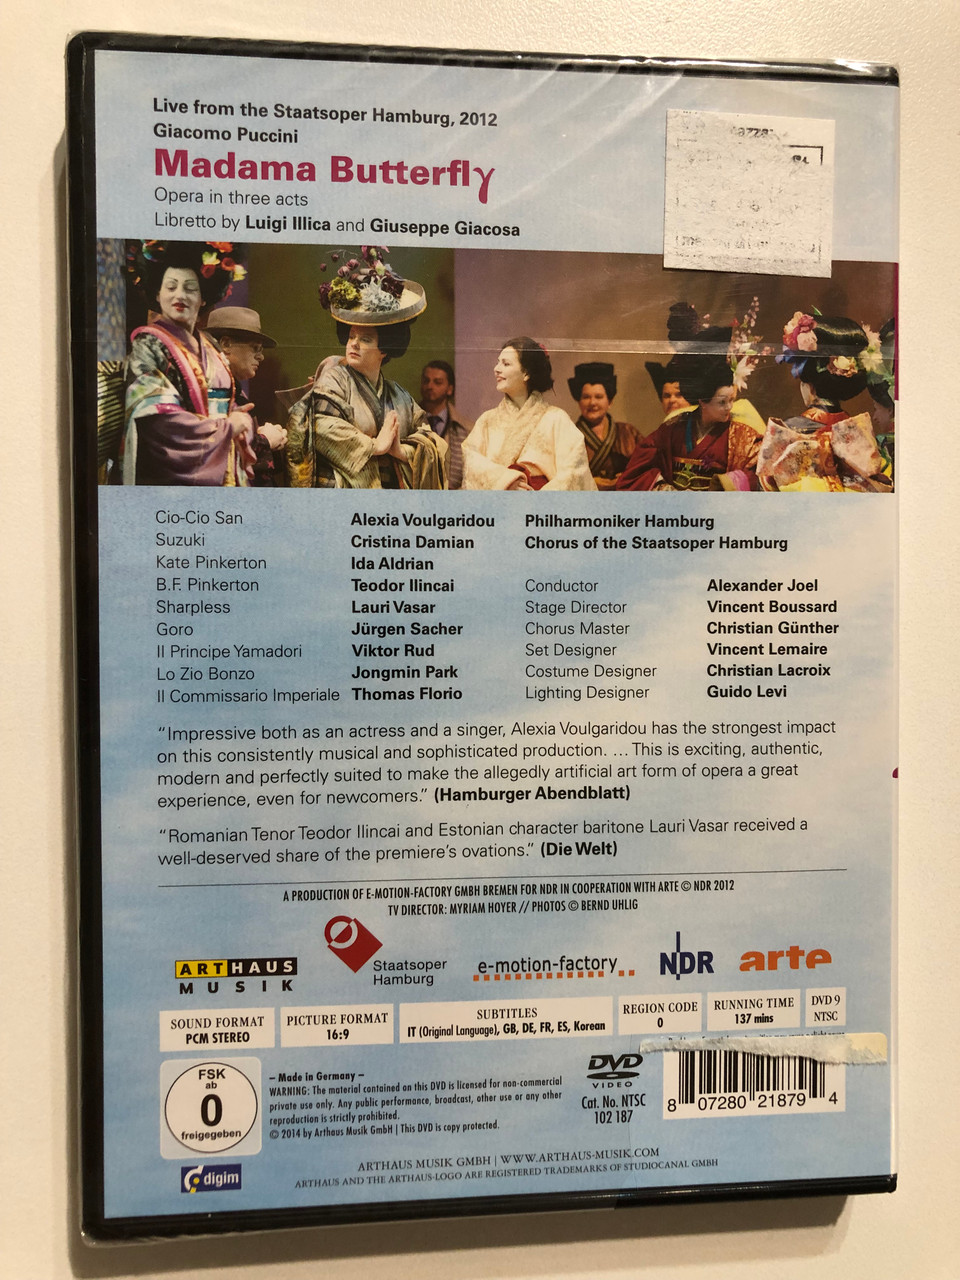 Live from the Staatsoper Hamburg, 2012
Giacomo Puccini
Madama Butterfly
Opera in three acts
Libretto by Luigi Illica and Giuseppe Giacosa
Cio-Cio San Alexia Voulgaridou
Suzuki Cristina Damian
Kate Pinkerton Ida Aldrian
B.F. Pinkerton Teodor Ilincai
Sharpless Lauri Vasar
Goro Jürgen Sacher
Il Principe Yamadori Viktor Rud
Lo Zio Bonzo Jongmin Park
Il Commissario Imperiale Thomas Florio
Philharmoniker Hamburg
Chorus of the Staatsoper Hamburg
Conductor Alexander Joel
Stage Director Vincent Boussard
Chorus Master Christian Günther
Set Designer Vincent Lemaire
Costume Designer Christian Lacroix
Lighting Designer Guido Levi
“Impressive both as an actress and a singer, Alexia Voulgaridou has the strongest impact
on this consistently musical and sophisticated production. ... This is exciting, authentic,
modern and perfectly suited to make the allegedly artificial art form of opera a great
experience, even for newcomers.” (Hamburger Abendblatt)
“Romanian Tenor Teodor Ilincai and Estonian character baritone Lauri Vasar received a
well-deserved share of the premiere’s ovations.” (Die Welt)
A PRODUCTION OF E-MOTION-FACTORY GMBH BREMEN FOR NDR IN COOPERATION WITH ARTE © NDR 2012
TV DIRECTOR: MYRIAM HOYER // PHOTOS © BERND UHLIG
ARTHAUS
MUSIK
Staatsoper
Hamburg
e-motion-factory
NDR
arte
SOUND FORMAT
PCM STEREO
PICTURE FORMAT
16:9
SUBTITLES
IT (Original Language), GB, DE, FR, ES, Korean
REGION CODE
0
RUNNING TIME
137 mins
DVD 9
NTSC
FSK
ab
0
freigegeben
digim
– Made in Germany –
WARNING: The material contained on this DVD is licensed for non-commercial
private use only. Any public performance, broadcast, other use or any other
reproduction is strictly prohibited.
© 2014 by Arthaus Musik GmbH | This DVD is copy protected.
DVD
VIDEO
Cat. No. NTSC
102 187
8 07280 21879 4
ARTHAUS MUSIK GMBH | WWW.ARTHAUS-MUSIK.COM
ARTHAUS AND THE ARTHAUS-LOGO ARE REGISTERED TRADEMARKS OF STUDIOCANAL GMBH